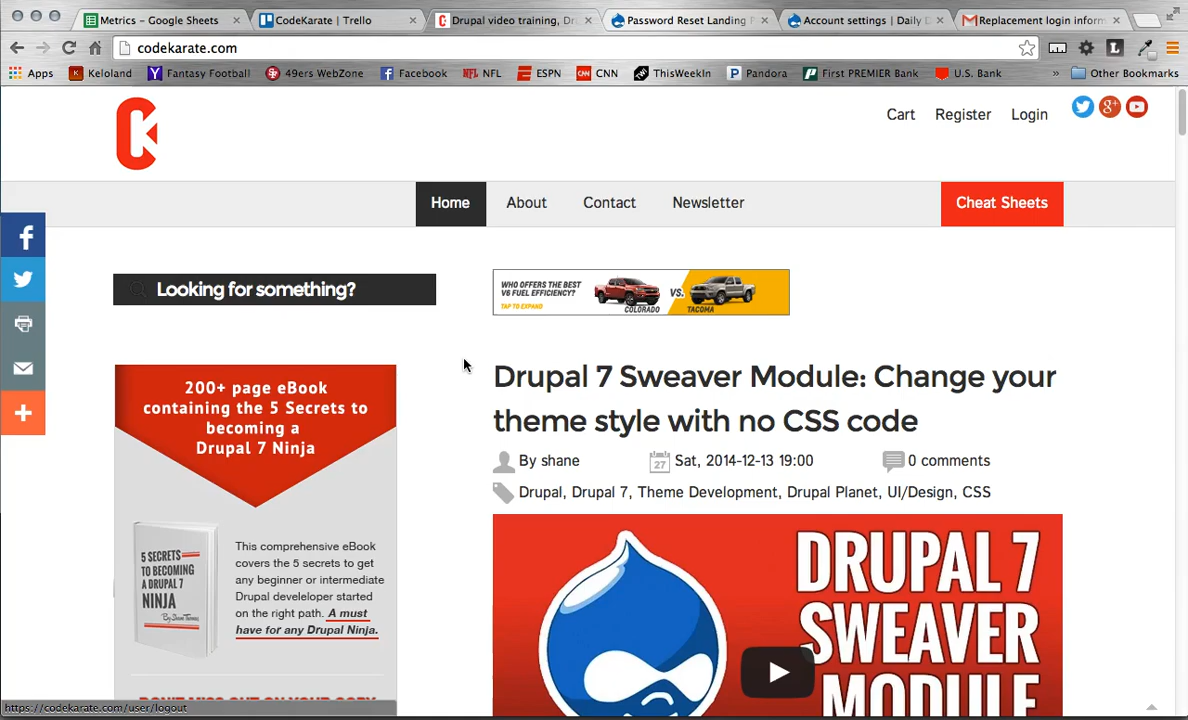 Metrics - Google Sheets
CodeKarate | Trello
Drupal video training, Dr
Password Reset Landing P
Account settings | Daily D
Replacement login inform
codekarate.com
Apps
Keloland
Fantasy Football
49ers WebZone
Facebook
NFL
ESPN
CNN
ThisWeekIn
Pandora
First PREMIER Bank
U.S. Bank
»
Other Bookmarks
Cart
Register
Login
Home
About
Contact
Newsletter
Cheat Sheets
Looking for something?
WHO OFFERS THE BEST
V6 FUEL EFFICIENCY?
TAP TO EXPAND
COLORADO
VS.
TACOMA
Drupal 7 Sweaver Module: Change your
theme style with no CSS code
By shane
27
Sat, 2014-12-13 19:00
0 comments
Drupal, Drupal 7, Theme Development, Drupal Planet, UI/Design, CSS
200+ page eBook
containing the 5 Secrets to
becoming a
Drupal 7 Ninja
5 SECRETS
TO BECOMING
A DRUPAL 7
NINJA
This comprehensive eBook
covers the 5 secrets to get
any beginner or intermediate
Drupal develeloper started
on the right path. A must
have for any Drupal Ninja.
DON'T MISS OUT ON YOUR COPY
DRUPAL 7
SWEAVER
MODULE
https://codekarate.com/user/logout